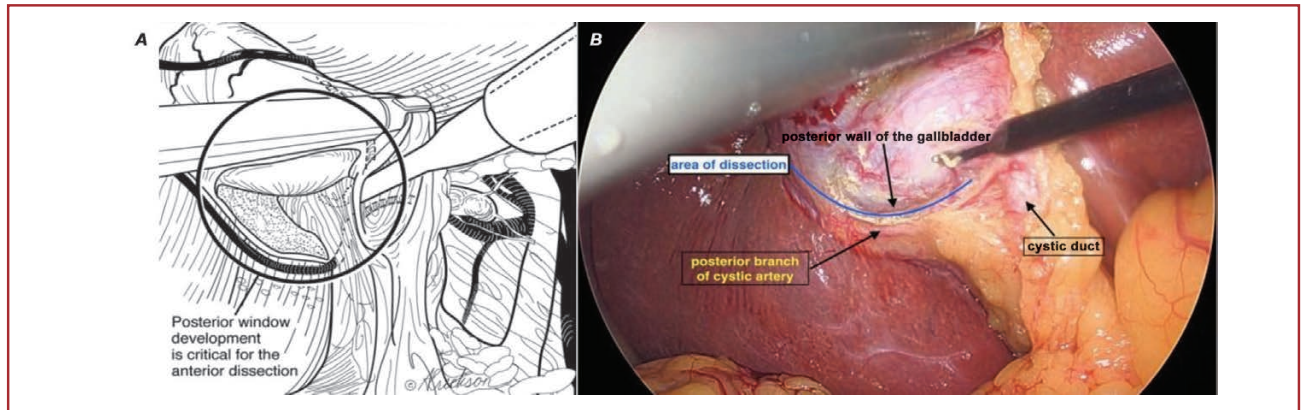 A
B
posterior wall of the gallbladder
area of dissection
cystic duct
posterior branch
of cystic artery
Posterior window
development
is critical for the
anterior dissection